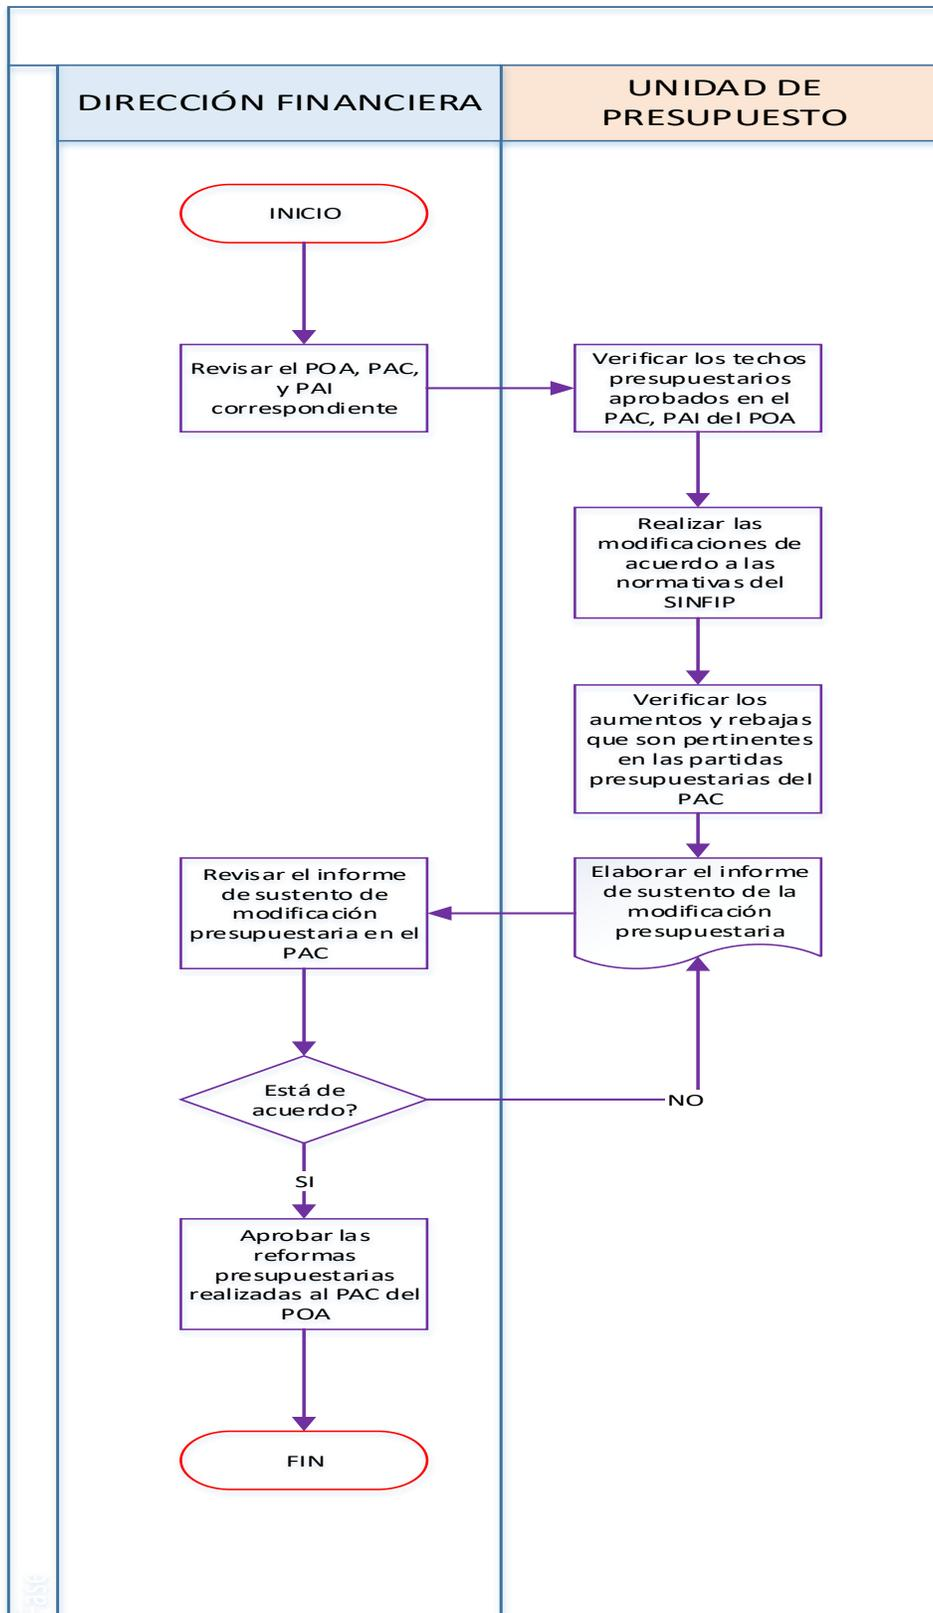 DIRECCIÓN FINANCIERA
UNIDAD DE
PRESUPUESTO
INICIO
Revisar el POA, PAC,
y PAI
correspondiente
Verificar los techos
presupuestarios
aprobados en el
PAC, PAI del POA
Realizar las
modificaciones de
acuerdo a las
normativas del
SINFIP
Verificar los
aumentos y rebajas
que son pertinentes
en las partidas
presupuestarias del
PAC
Elaborar el informe
de sustento de la
modificación
presupuestaria
Revisar el informe
de sustento de
modificación
presupuestaria en el
PAC
Está de
acuerdo?
NO
SI
Aprobar las
reformas
presupuestarias
realizadas al PAC del
POA
FIN